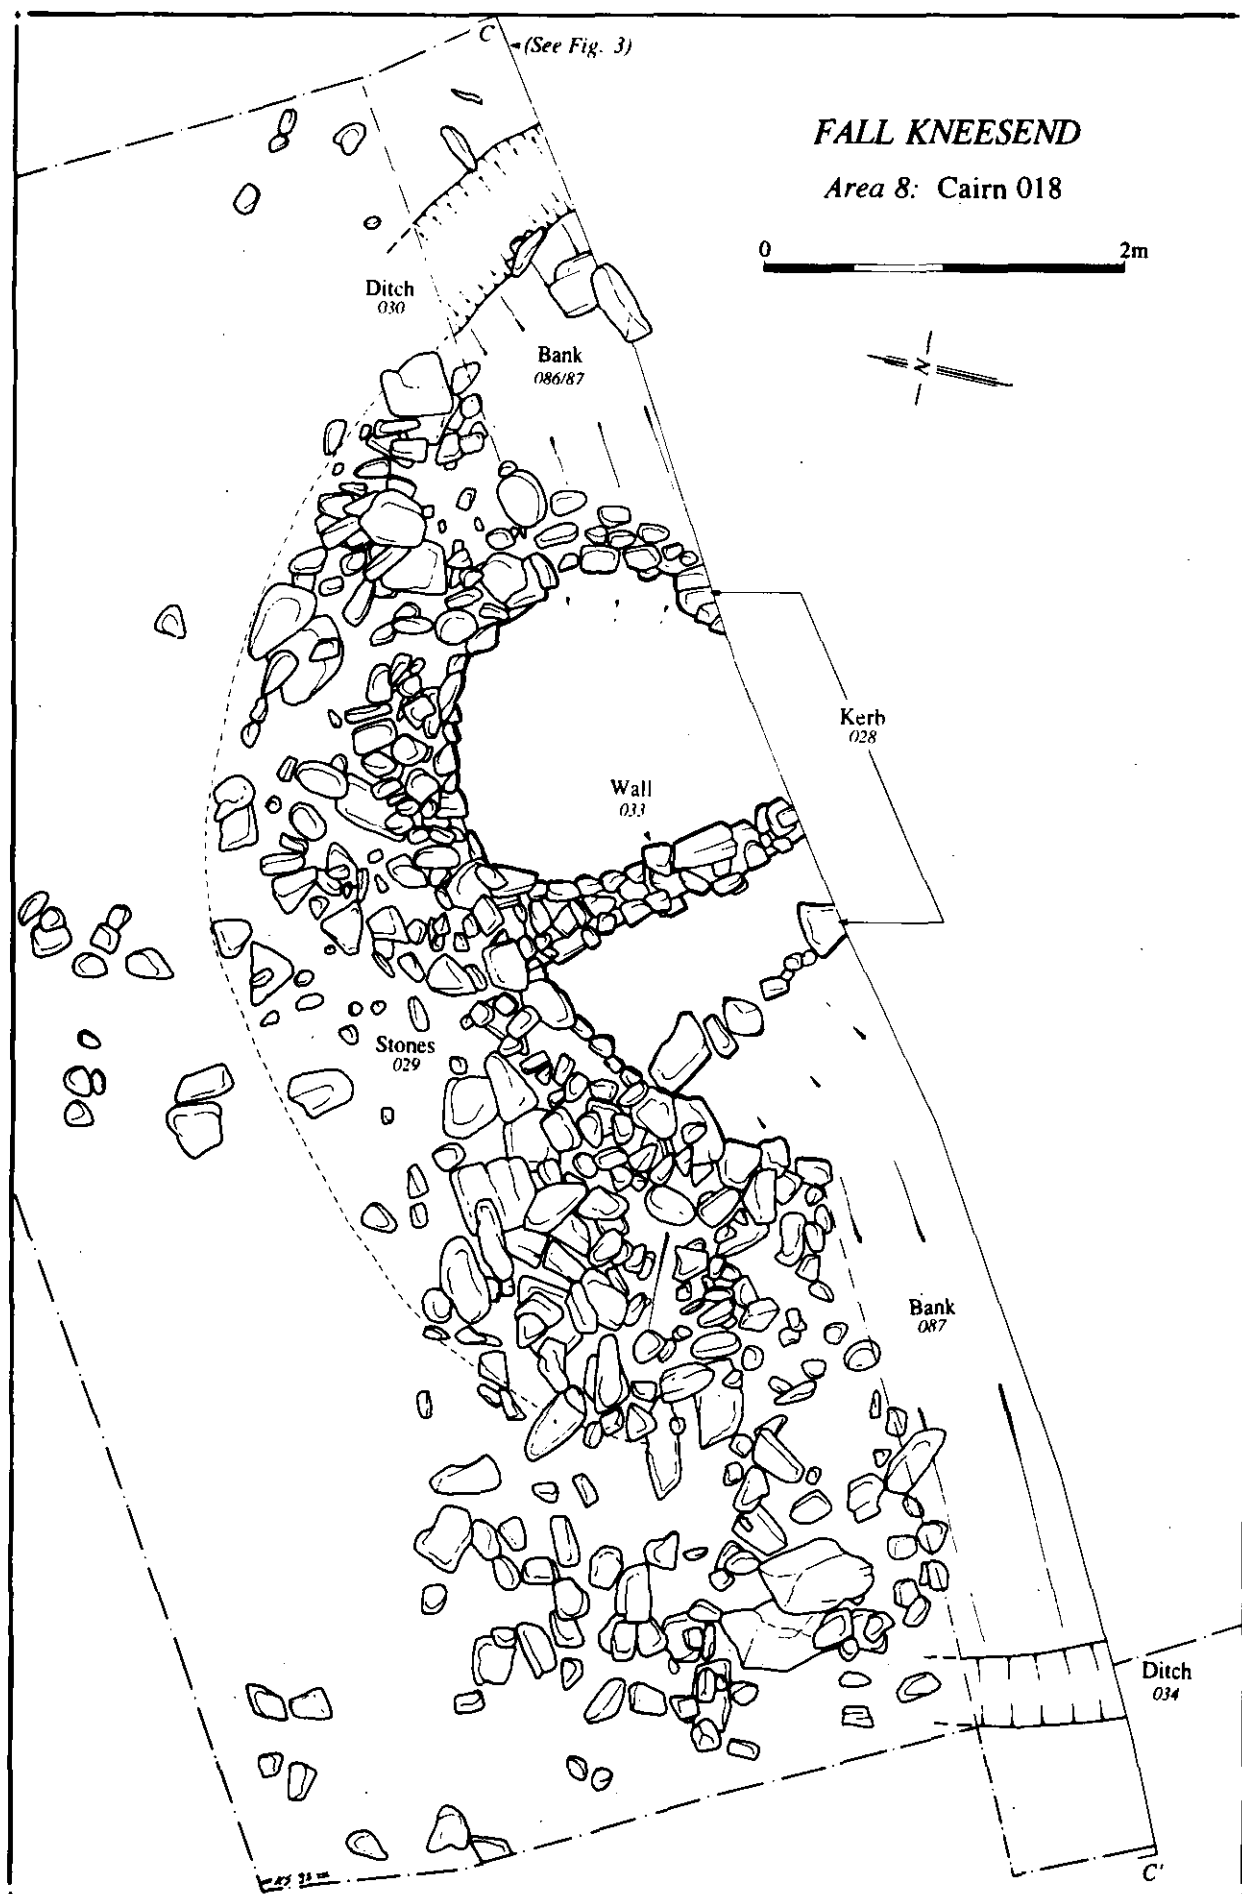 C
(See Fig. 3)
FALL KNEESEND
Area 8: Cairn 018
0 2m
Ditch
030
Bank
086/87
N
Kerb
028
Wall
033
Stones
029
Bank
087
Ditch
034
C'